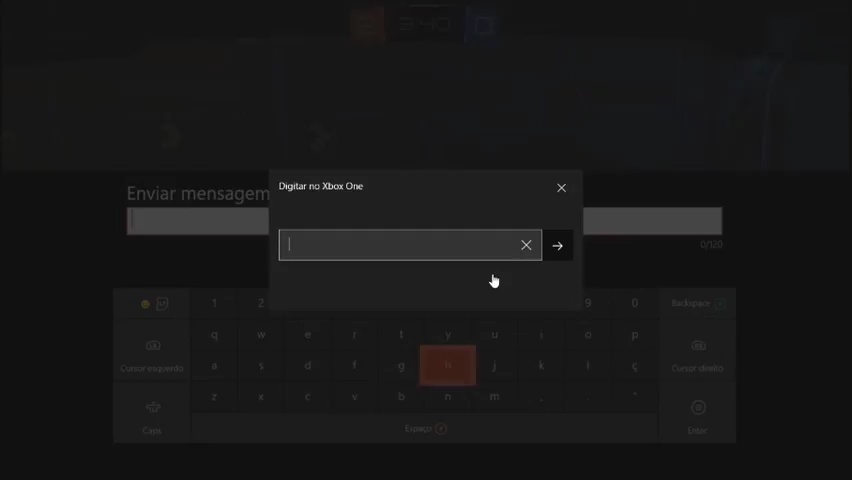 340
Enviar mensagem
Digitar no Xbox One
0/120
1 2 9 0 Backspace
q w e r t y u i o p
Cursor esquerdo a s d f g h j k l ç Cursor direito
z x c v b n m , . '
Caps Espaço Enter